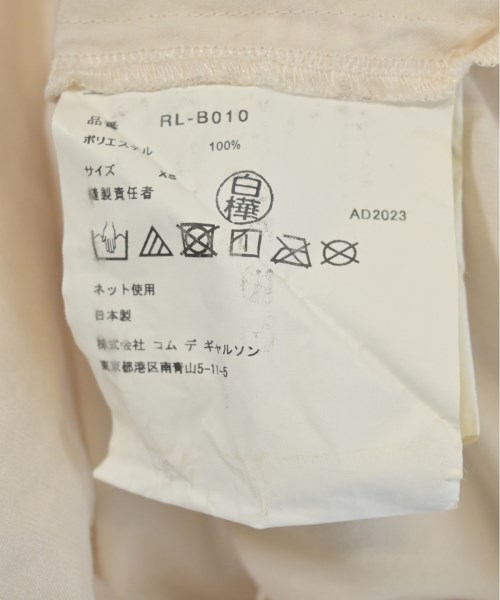 品番 RL-B010
ポリエステル 100%
サイズ XS
縫製責任者
白樺
AD2023
ネット使用
日本製
株式会社 コム デ ギャルソン
東京都港区南青山5-11-5